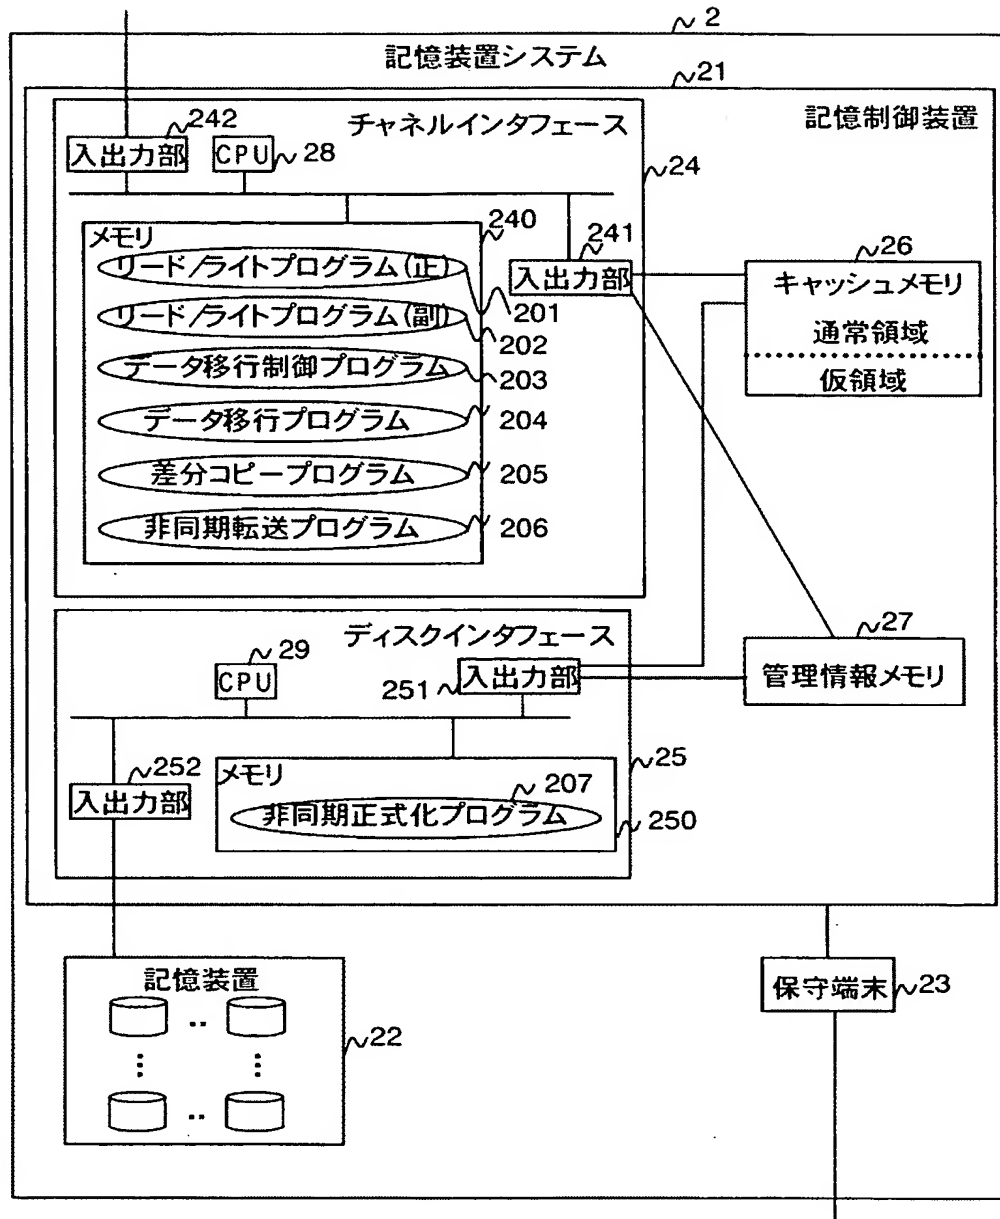 2
記憶装置システム
21
記憶制御装置
チャネルインタフェース
24
242
入出力部
CPU
28
メモリ
240
リード/ライトプログラム(正)
201
リード/ライトプログラム(副)
202
データ移行制御プログラム
203
データ移行プログラム
204
差分コピープログラム
205
非同期転送プログラム
206
241
入出力部
26
キャッシュメモリ
通常領域
仮領域
27
管理情報メモリ
ディスクインタフェース
25
29
CPU
251
入出力部
252
入出力部
メモリ
207
非同期正式化プログラム
250
記憶装置
‥
⋮
⋮
‥
22
保守端末
23